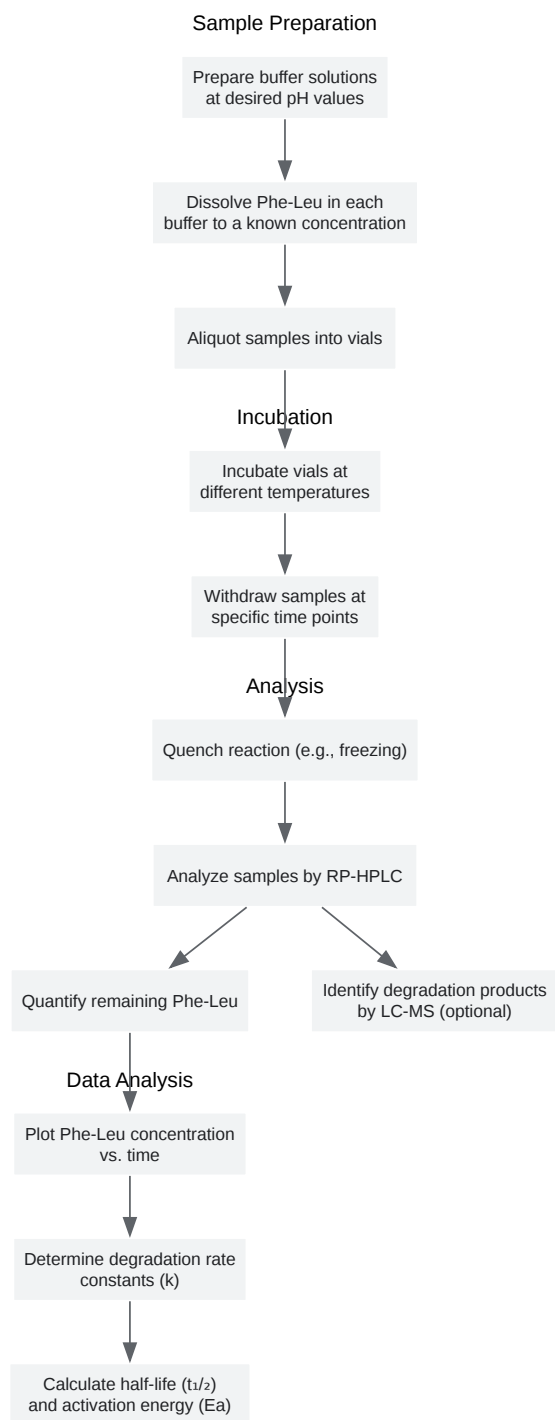 Sample Preparation
Prepare buffer solutions
at desired pH values
Dissolve Phe-Leu in each
buffer to a known concentration
Aliquot samples into vials
Incubation
Incubate vials at
different temperatures
Withdraw samples at
specific time points
Analysis
Quench reaction (e.g., freezing)
Analyze samples by RP-HPLC
Quantify remaining Phe-Leu
Identify degradation products
by LC-MS (optional)
Data Analysis
Plot Phe-Leu concentration
vs. time
Determine degradation rate
constants (k)
Calculate half-life (t₁/₂)
and activation energy (Ea)